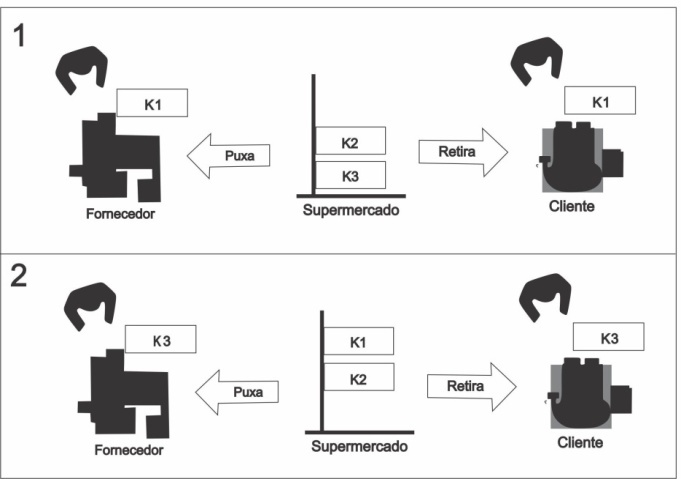 1
K1
K1
K2
Puxa
Retira
K3
Fornecedor
Supermercado
Cliente
2
K3
K3
K1
K2
Puxa
Retira
Fornecedor
Supermercado
Cliente